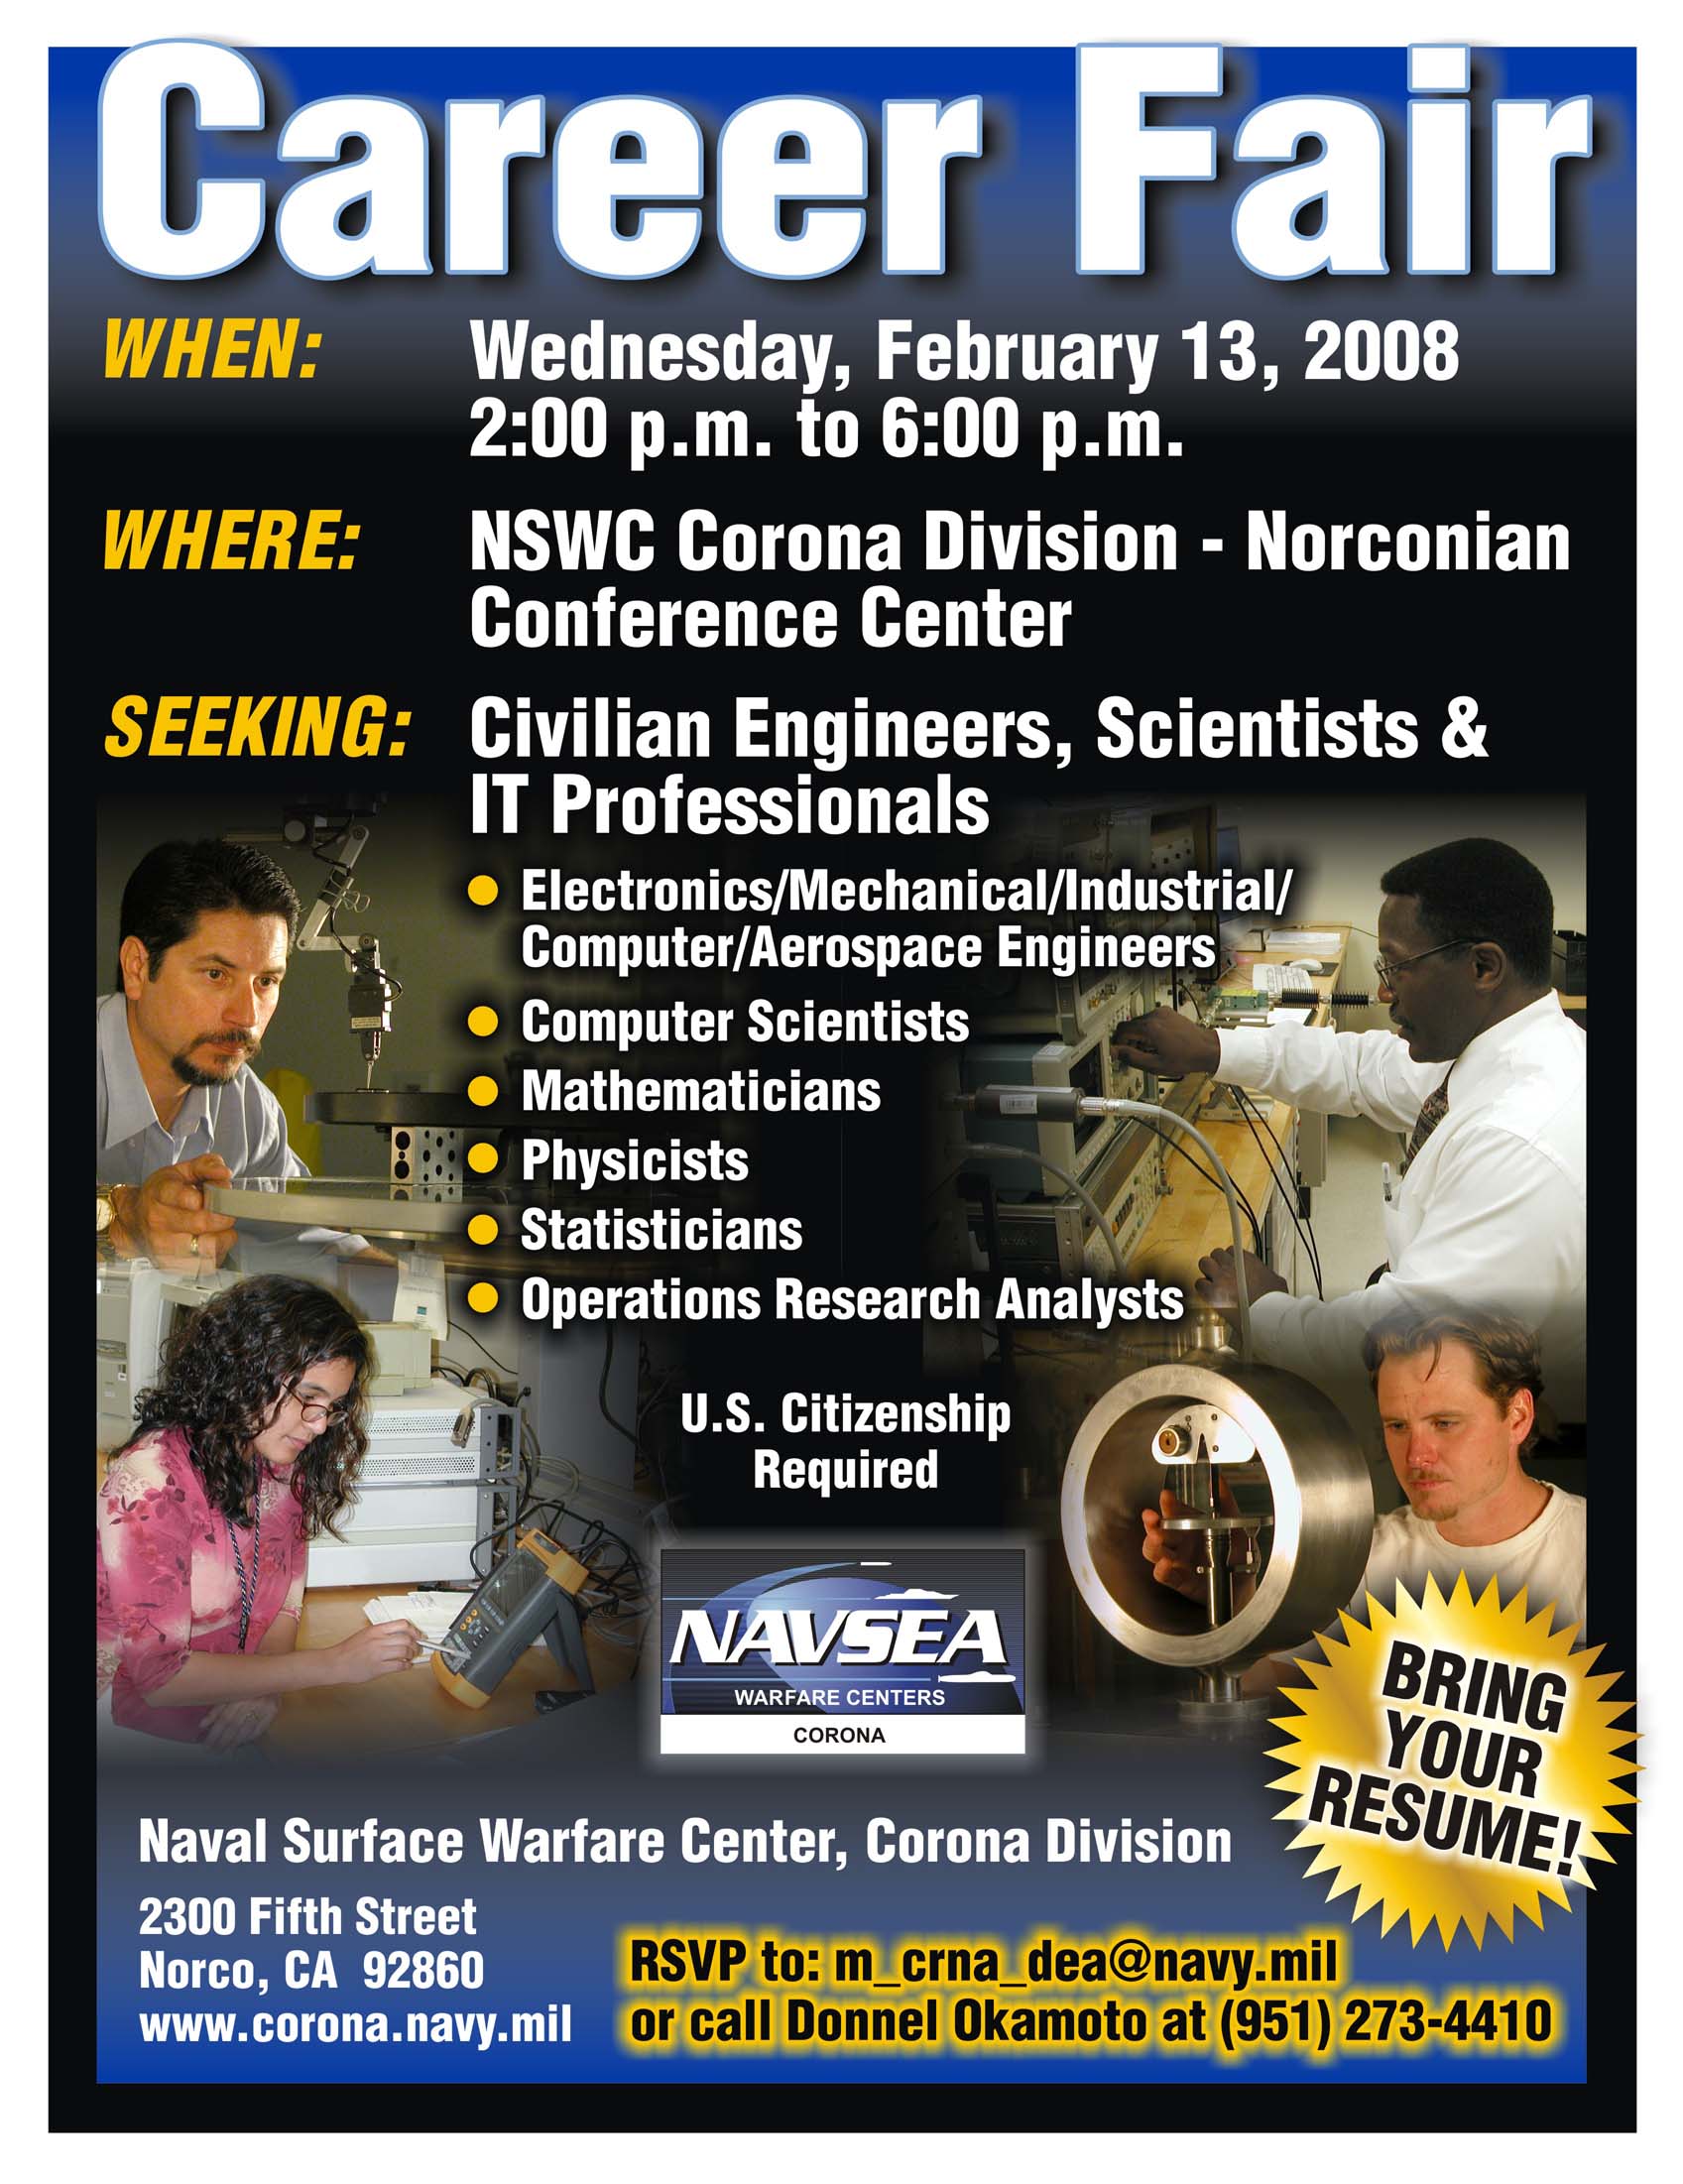 Career Fair
WHEN: Wednesday, February 13, 2008
2:00 p.m. to 6:00 p.m.
WHERE: NSWC Corona Division - Norconian
Conference Center
SEEKING: Civilian Engineers, Scientists &
IT Professionals
● Electronics/Mechanical/Industrial/
Computer/Aerospace Engineers
● Computer Scientists
● Mathematicians
● Physicists
● Statisticians
● Operations Research Analysts
U.S. Citizenship
Required
NAVSEA
WARFARE CENTERS
CORONA
BRING
YOUR
RESUME!
Naval Surface Warfare Center, Corona Division
2300 Fifth Street
Norco, CA 92860
www.corona.navy.mil
RSVP to: m_crna_dea@navy.mil
or call Donnel Okamoto at (951) 273-4410